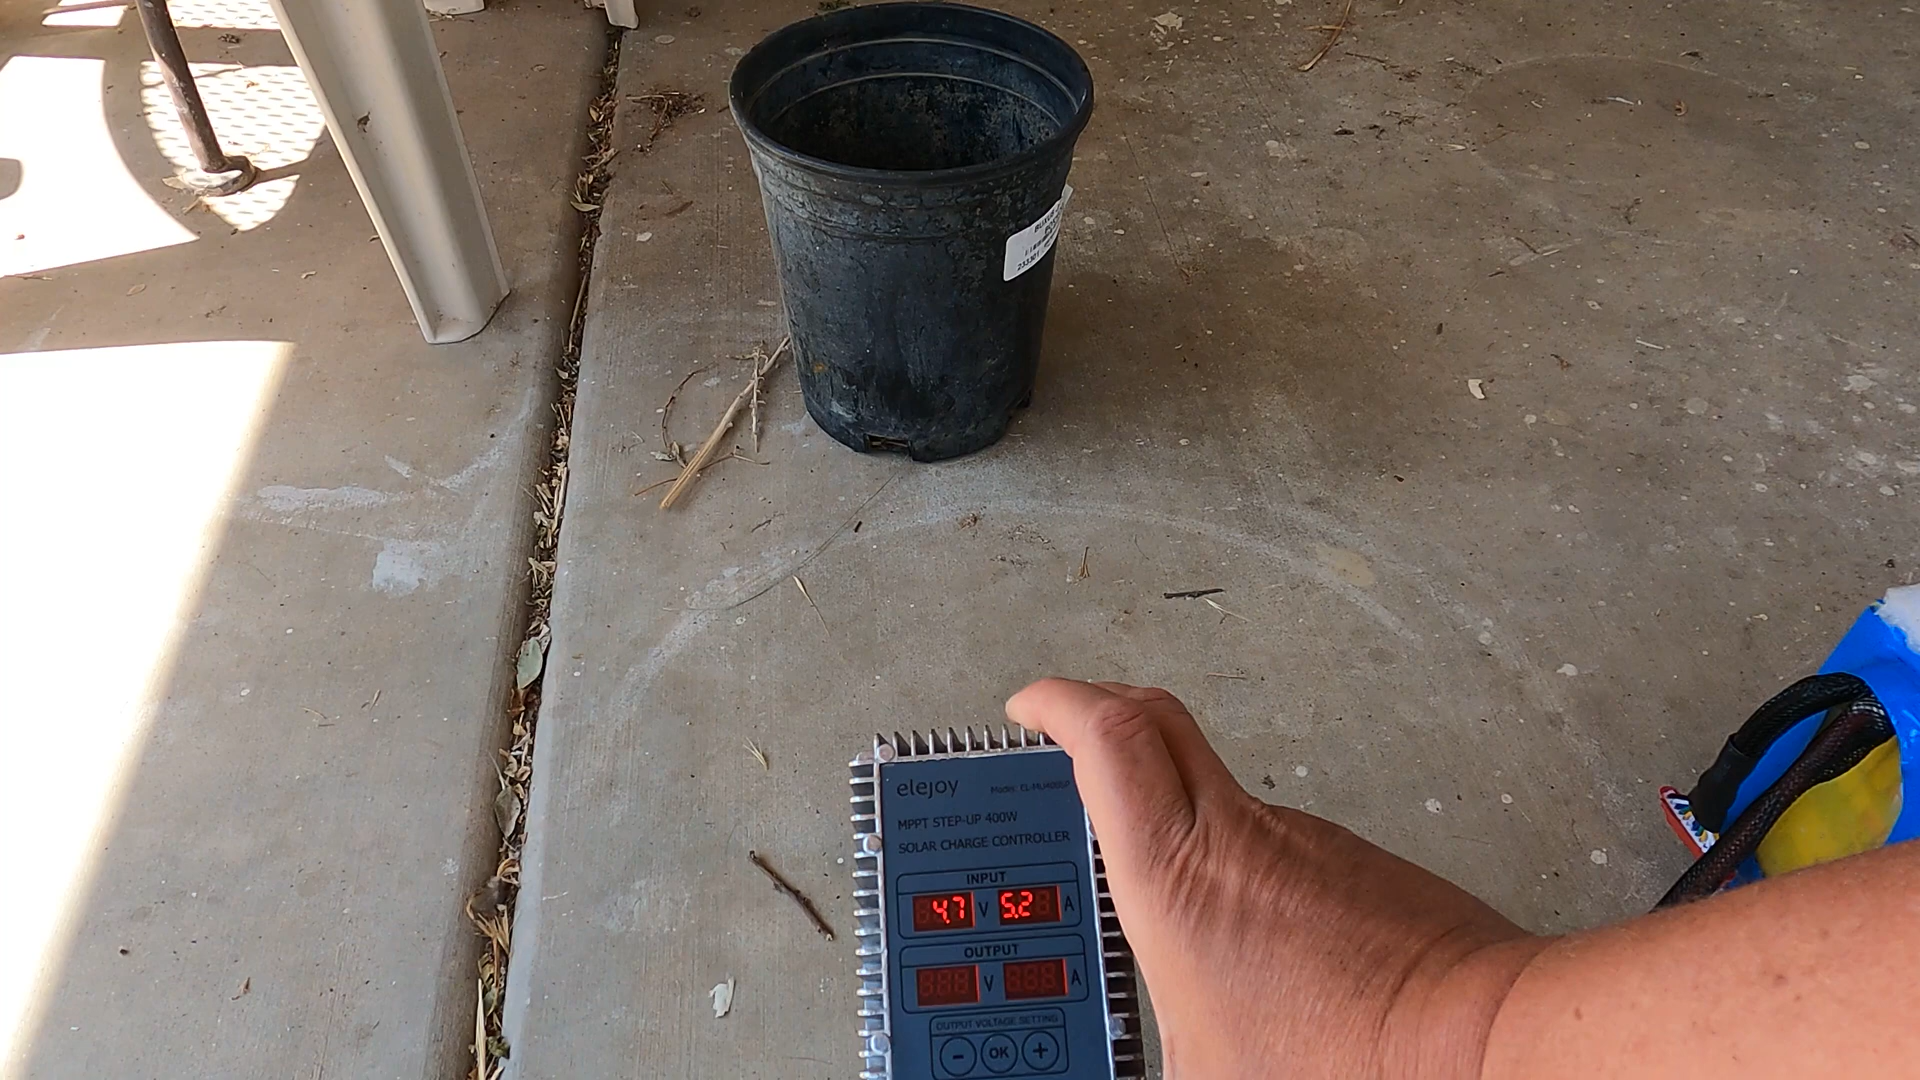 elejoy
MPPT STEP-UP 400W
SOLAR CHARGE CONTROLLER
INPUT
4.7 V 5.2 A
OUTPUT
V A
OUTPUT VOLTAGE SETTING
- OK +